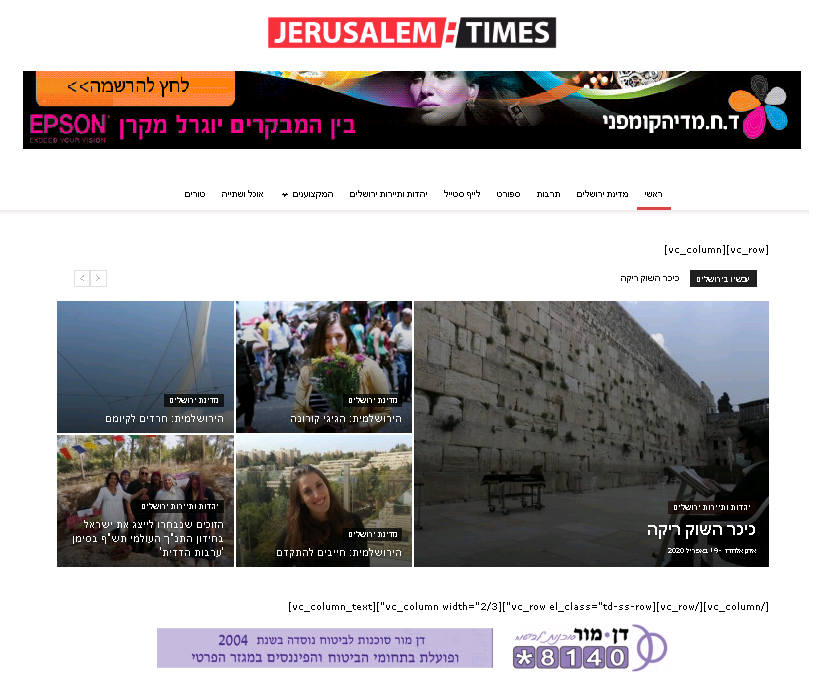 JERUSALEM TIMES
לחץ להרשמה>>
EPSON
EXCEED YOUR VISION
בין המבקרים יוגרל מקרן
ד.ח.מדיהקומפני
ראשי
מדינת ירושלים
תרבות
ספורט
לייף סטייל
יהדות ותיירות ירושלים
המקצוענים
אוכל ושתייה
טורים
[vc_row][vc_column]
עכשיו בירושלים
כיכר השוק ריקה
יהדות ותיירות ירושלים
כיכר השוק ריקה
19 באפריל 2020
מדינת ירושלים
הירושלמית: הגיגי קורונה
מדינת ירושלים
הירושלמית: חרדים לקיומם
מדינת ירושלים
הירושלמית: חייבים להתקדם
יהדות ותיירות ירושלים
הזוכים שנבחרו לייצג את ישראל
בחידון התנ"ך העולמי תש"ף בסימן
'ערבות הדדית'
[/vc_column][/vc_row][vc_row el_class="td-ss-row"][vc_column width="2/3"][vc_column_text]
דן מור
סוכנות לביטוח
*8140
דן מור סוכנות לביטוח נוסדה בשנת 2004
ופועלת בתחומי הביטוח והפיננסים במגזר הפרטי